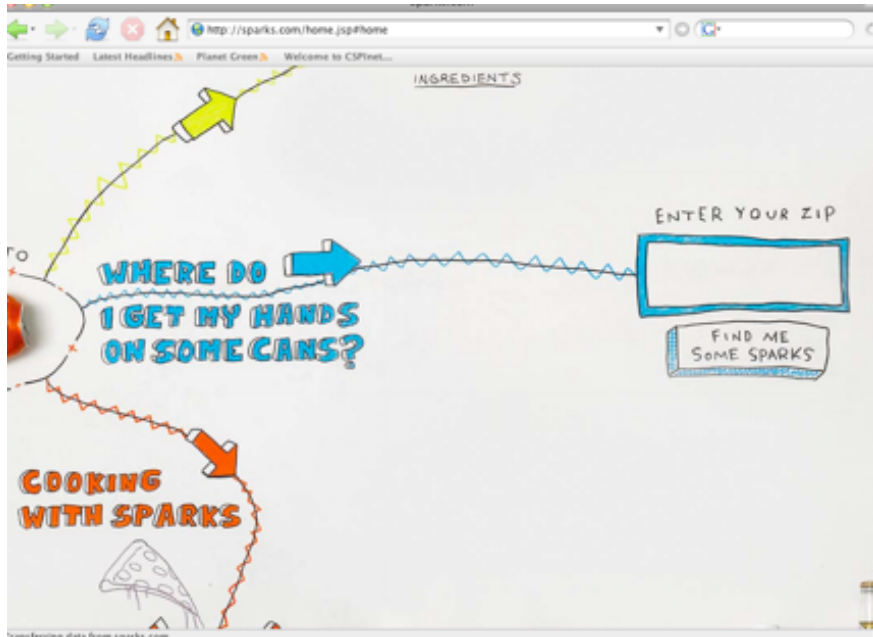 http://sparks.com/home.jsp#home
Getting Started Latest Headlines Planet Green Welcome to CSPInet...
INGREDIENTS
ENTER YOUR ZIP
TO
WHERE DO
I GET MY HANDS
ON SOME CANS?
FIND ME
SOME SPARKS
COOKING
WITH SPARKS